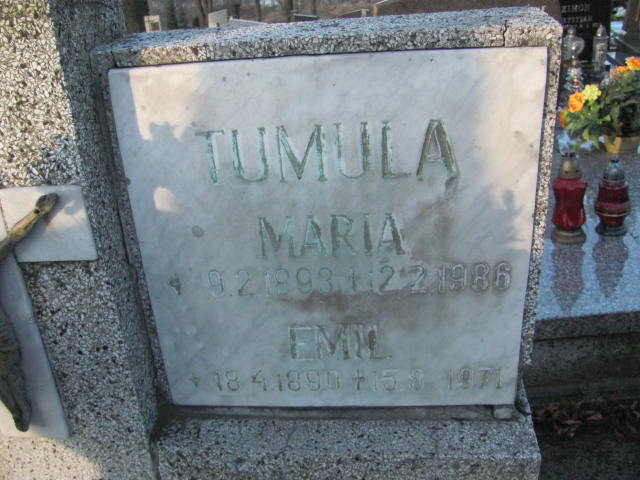 TUMULA
MARIA
* 9.2.1893 + 12.2.1986
EMIL
* 18.4.1890 + 15.8. 1971